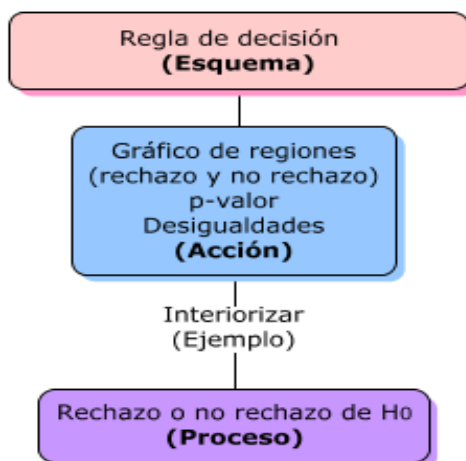 Regla de decisión
(Esquema)
Gráfico de regiones
(rechazo y no rechazo)
p-valor
Desigualdades
(Acción)
Interiorizar
(Ejemplo)
Rechazo o no rechazo de H0
(Proceso)